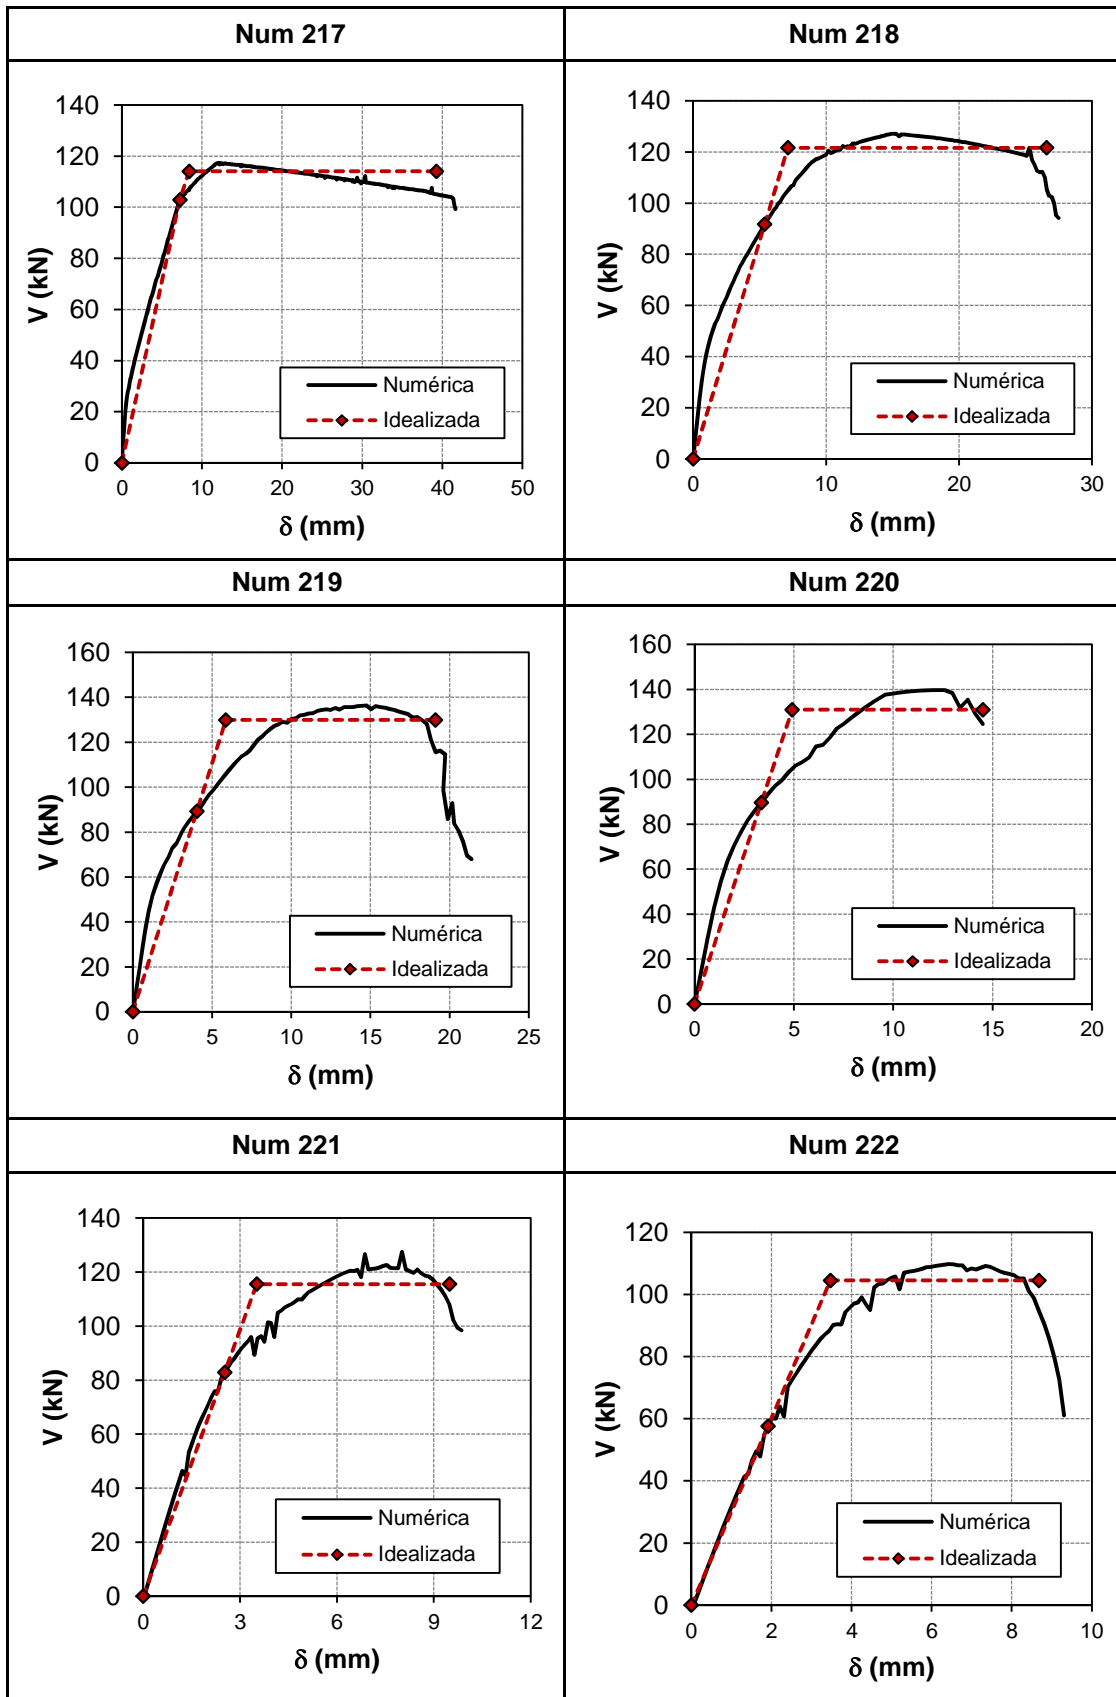 Num 217
Num 218
140
120
100
80
60
40
20
0
V (kN)
0 10 20 30 40 50
δ (mm)
Numérica
Idealizada
140
120
100
80
60
40
20
0
V (kN)
0 10 20 30
δ (mm)
Numérica
Idealizada
Num 219
Num 220
160
140
120
100
80
60
40
20
0
V (kN)
0 5 10 15 20 25
δ (mm)
Numérica
Idealizada
160
140
120
100
80
60
40
20
0
V (kN)
0 5 10 15 20
δ (mm)
Numérica
Idealizada
Num 221
Num 222
140
120
100
80
60
40
20
0
V (kN)
0 3 6 9 12
δ (mm)
Numérica
Idealizada
120
100
80
60
40
20
0
V (kN)
0 2 4 6 8 10
δ (mm)
Numérica
Idealizada